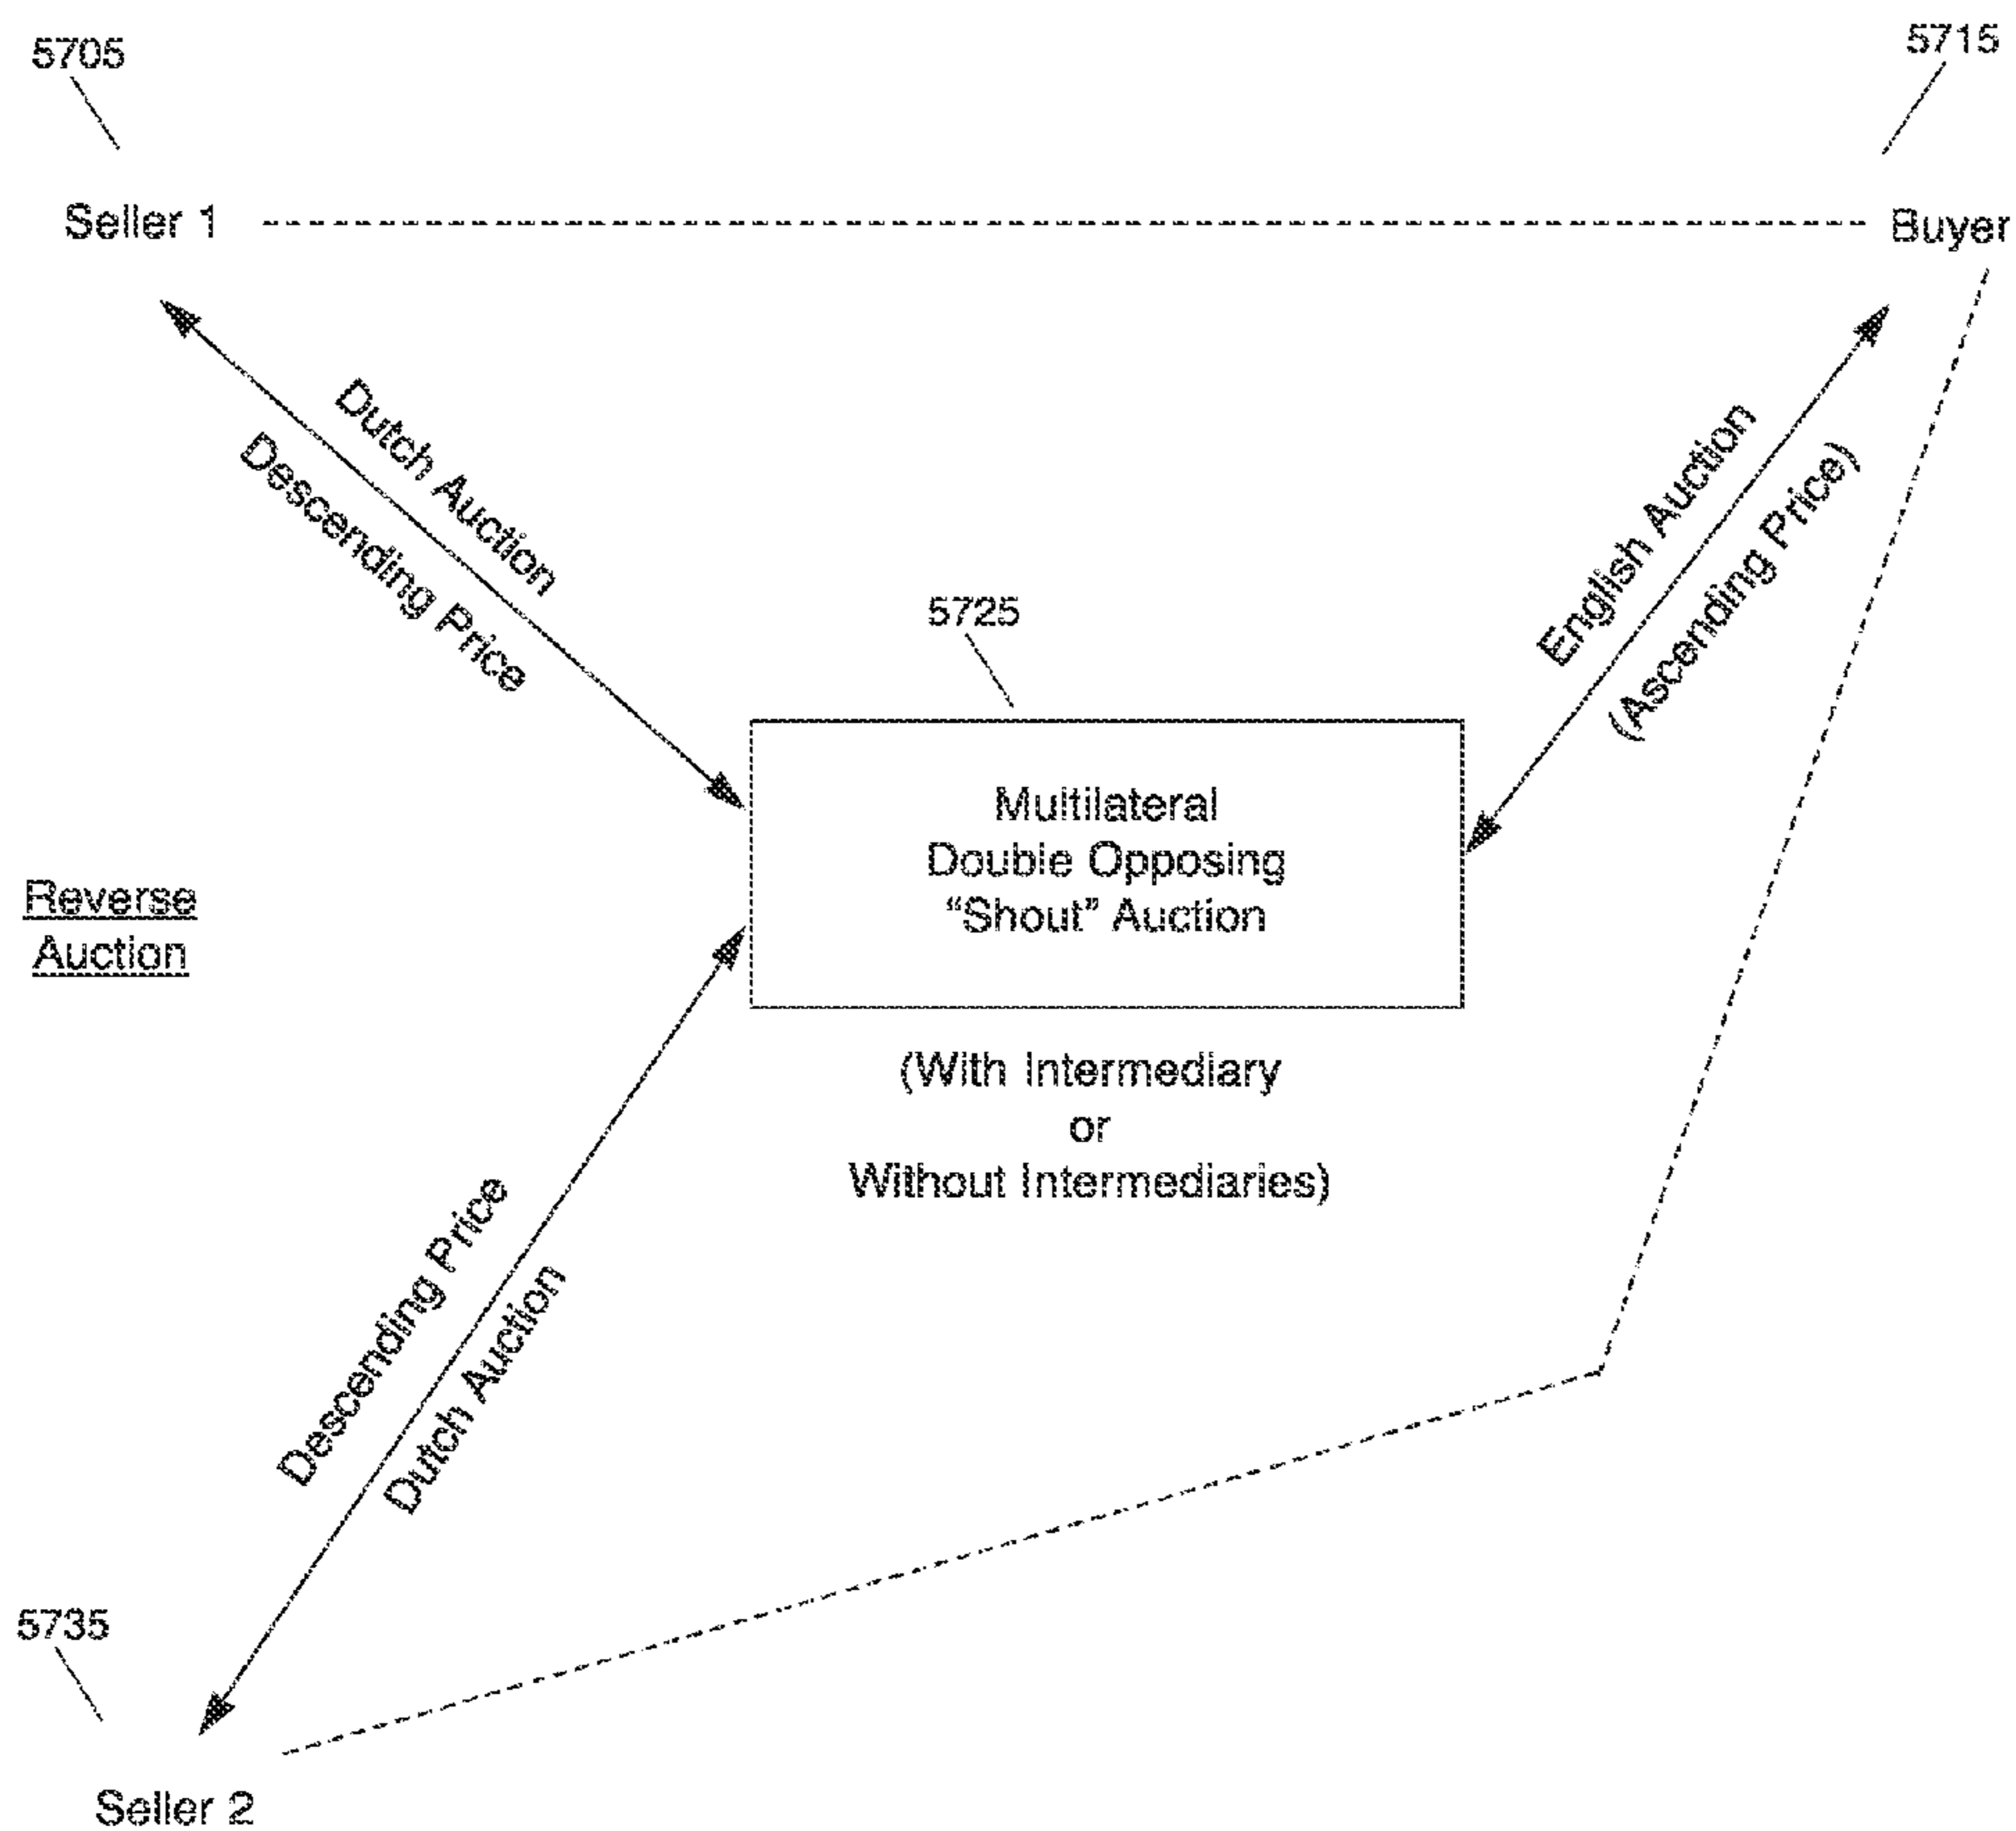 5705
5715
Seller 1
Buyer
Dutch Auction
Descending Price
English Auction
(Ascending Price)
5725
Multilateral
Double Opposing
“Shout” Auction
Reverse
Auction
(With Intermediary
or
Without Intermediaries)
Descending Price
Dutch Auction
5735
Seller 2